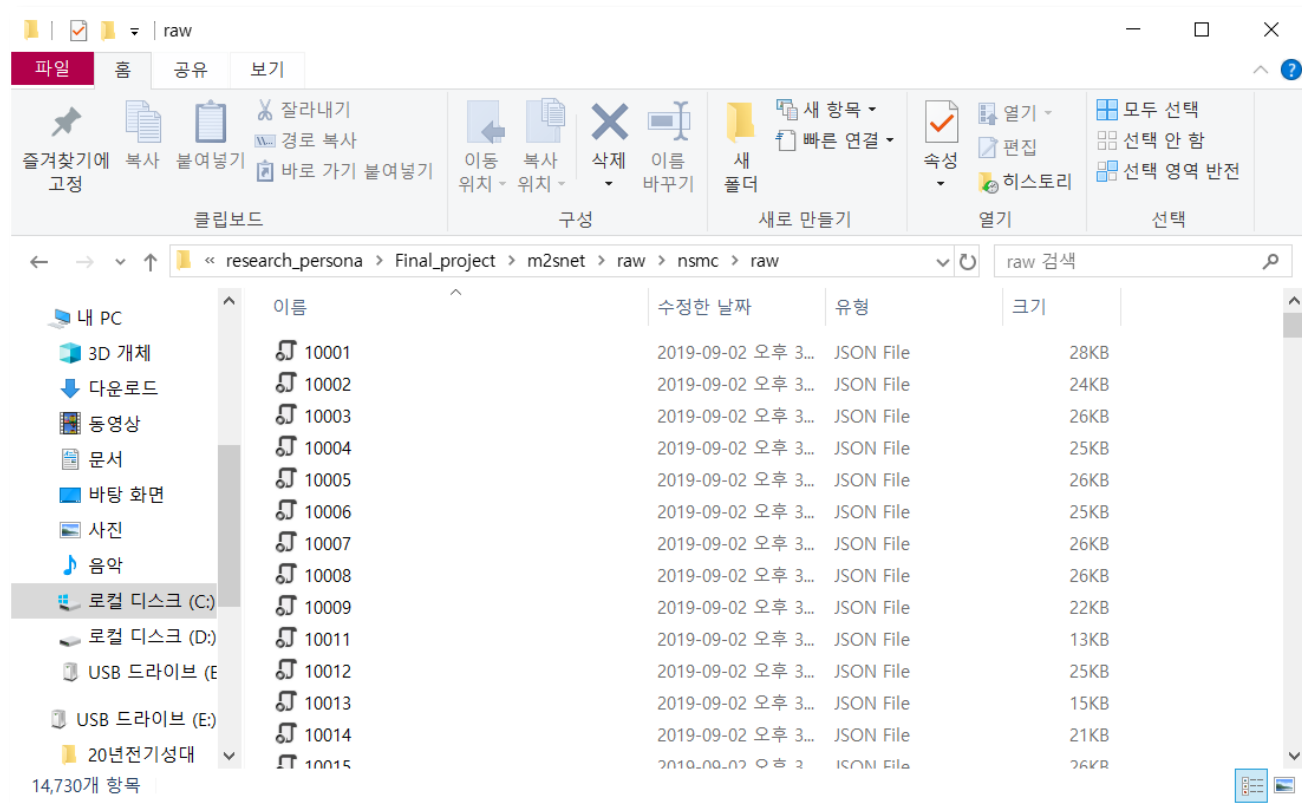 raw
파일 홈 공유 보기
즐겨찾기에 고정
복사
붙여넣기
잘라내기
경로 복사
바로 가기 붙여넣기
클립보드
이동 위치
복사 위치
삭제
이름 바꾸기
구성
새 폴더
새 항목
빠른 연결
새로 만들기
속성
열기
편집
히스토리
열기
모두 선택
선택 안 함
선택 영역 반전
선택
« research_persona > Final_project > m2snet > raw > nsmc > raw
raw 검색
내 PC
3D 개체
다운로드
동영상
문서
바탕 화면
사진
음악
로컬 디스크 (C:)
로컬 디스크 (D:)
USB 드라이브 (E
USB 드라이브 (E:)
20년전기성대
이름 수정한 날짜 유형 크기
10001 2019-09-02 오후 3... JSON File 28KB
10002 2019-09-02 오후 3... JSON File 24KB
10003 2019-09-02 오후 3... JSON File 26KB
10004 2019-09-02 오후 3... JSON File 25KB
10005 2019-09-02 오후 3... JSON File 26KB
10006 2019-09-02 오후 3... JSON File 25KB
10007 2019-09-02 오후 3... JSON File 26KB
10008 2019-09-02 오후 3... JSON File 26KB
10009 2019-09-02 오후 3... JSON File 22KB
10011 2019-09-02 오후 3... JSON File 13KB
10012 2019-09-02 오후 3... JSON File 25KB
10013 2019-09-02 오후 3... JSON File 15KB
10014 2019-09-02 오후 3... JSON File 21KB
10015 2019-09-02 오후 3... JSON File 26KB
14,730개 항목